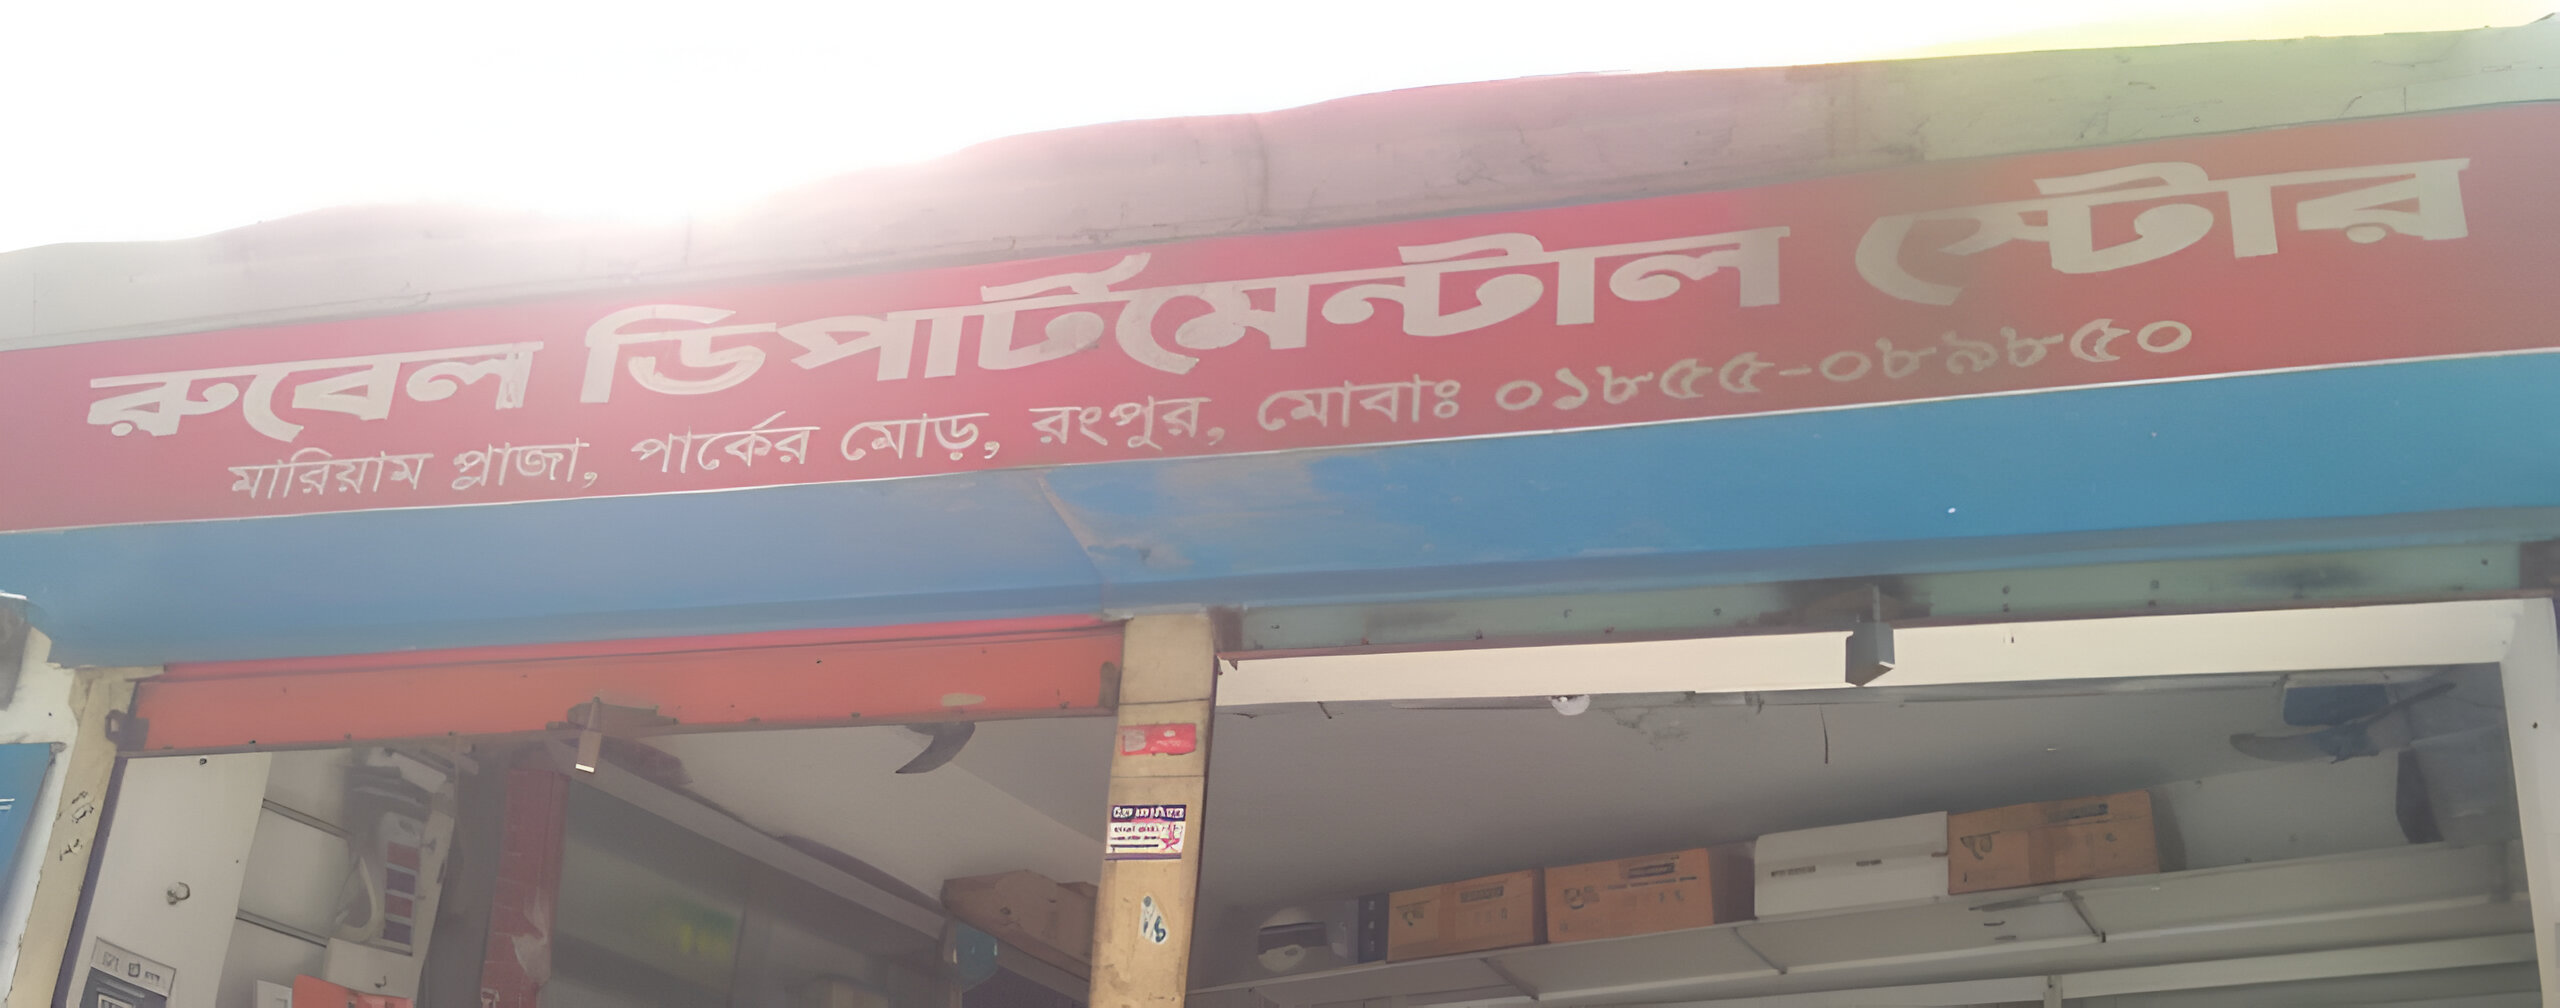 রুবেল ডিপার্টমেন্টাল স্টোর
মারিয়াম প্লাজা, পার্কের মোড়, রংপুর, মোবাঃ ০১৮৫৫-০৮৯৮৫০